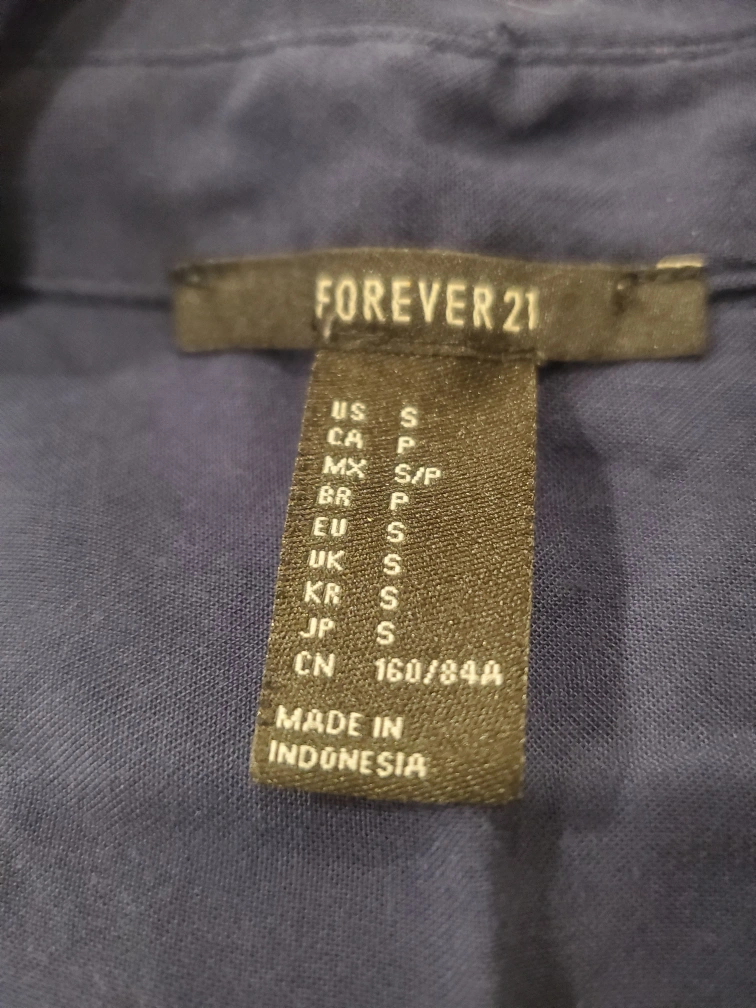 FOREVER 21
US S
CA P
MX S/P
BR P
EU S
UK S
KR S
JP S
CN 160/84A
MADE IN
INDONESIA